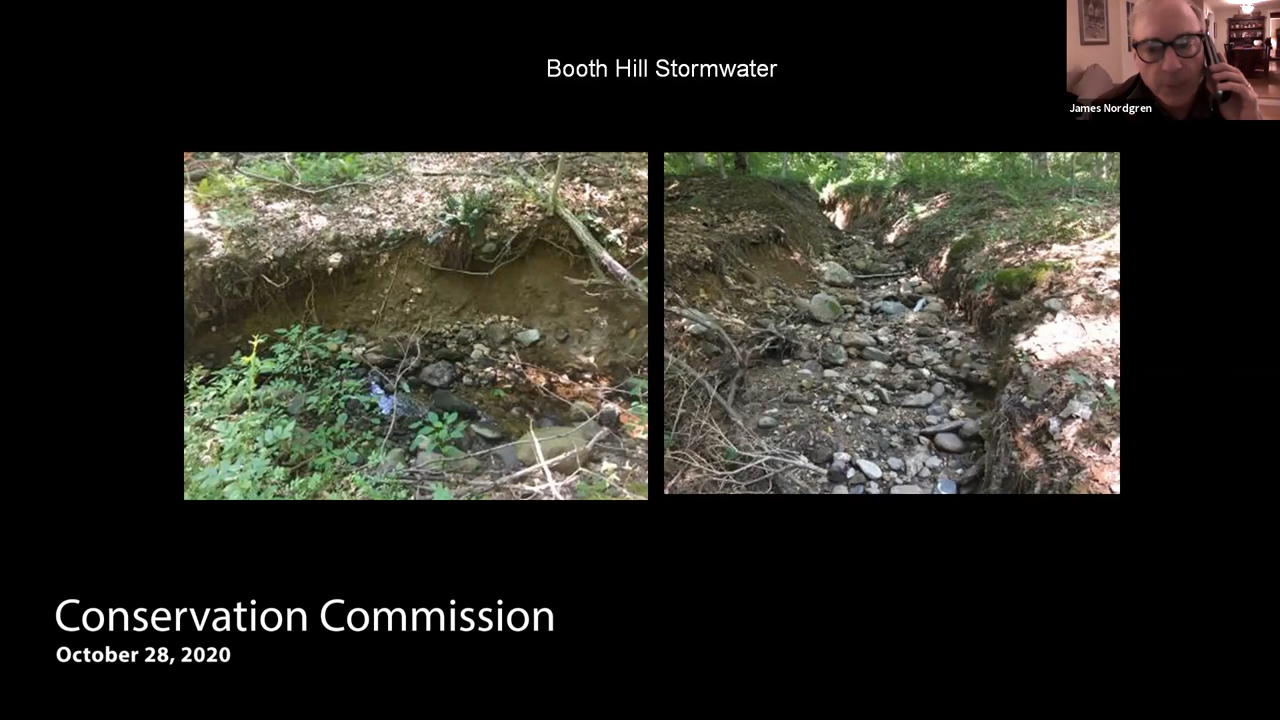 Booth Hill Stormwater
James Nordgren
Conservation Commission
October 28, 2020